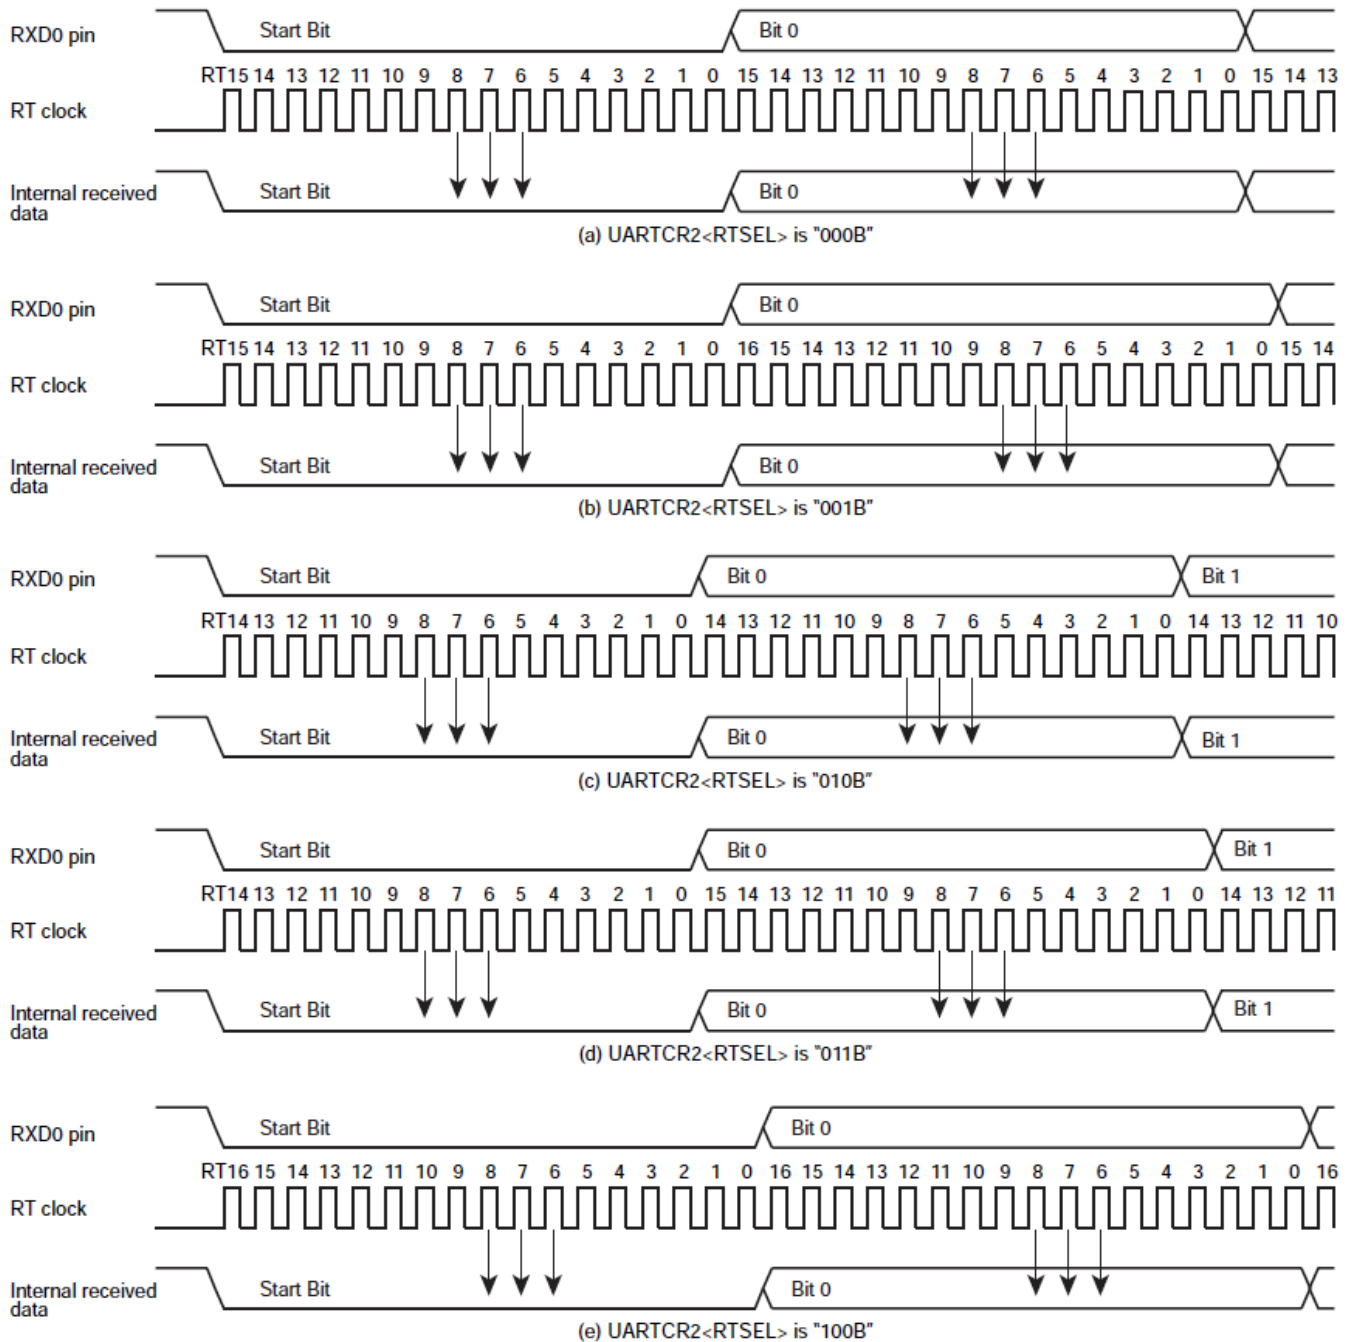 RXD0 pin Start Bit Bit 0
RT15 14 13 12 11 10 9 8 7 6 5 4 3 2 1 0 15 14 13 12 11 10 9 8 7 6 5 4 3 2 1 0 15 14 13
RT clock
Internal received Start Bit Bit 0
data
(a) UARTCR2<RTSEL> is "000B"
RXD0 pin Start Bit Bit 0
RT15 14 13 12 11 10 9 8 7 6 5 4 3 2 1 0 16 15 14 13 12 11 10 9 8 7 6 5 4 3 2 1 0 15 14
RT clock
Internal received Start Bit Bit 0
data
(b) UARTCR2<RTSEL> is "001B"
RXD0 pin Start Bit Bit 0 Bit 1
RT14 13 12 11 10 9 8 7 6 5 4 3 2 1 0 14 13 12 11 10 9 8 7 6 5 4 3 2 1 0 14 13 12 11 10
RT clock
Internal received Start Bit Bit 0 Bit 1
data
(c) UARTCR2<RTSEL> is "010B"
RXD0 pin Start Bit Bit 0 Bit 1
RT14 13 12 11 10 9 8 7 6 5 4 3 2 1 0 15 14 13 12 11 10 9 8 7 6 5 4 3 2 1 0 14 13 12 11
RT clock
Internal received Start Bit Bit 0 Bit 1
data
(d) UARTCR2<RTSEL> is "011B"
RXD0 pin Start Bit Bit 0
RT16 15 14 13 12 11 10 9 8 7 6 5 4 3 2 1 0 16 15 14 13 12 11 10 9 8 7 6 5 4 3 2 1 0 16
RT clock
Internal received Start Bit Bit 0
data
(e) UARTCR2<RTSEL> is "100B"